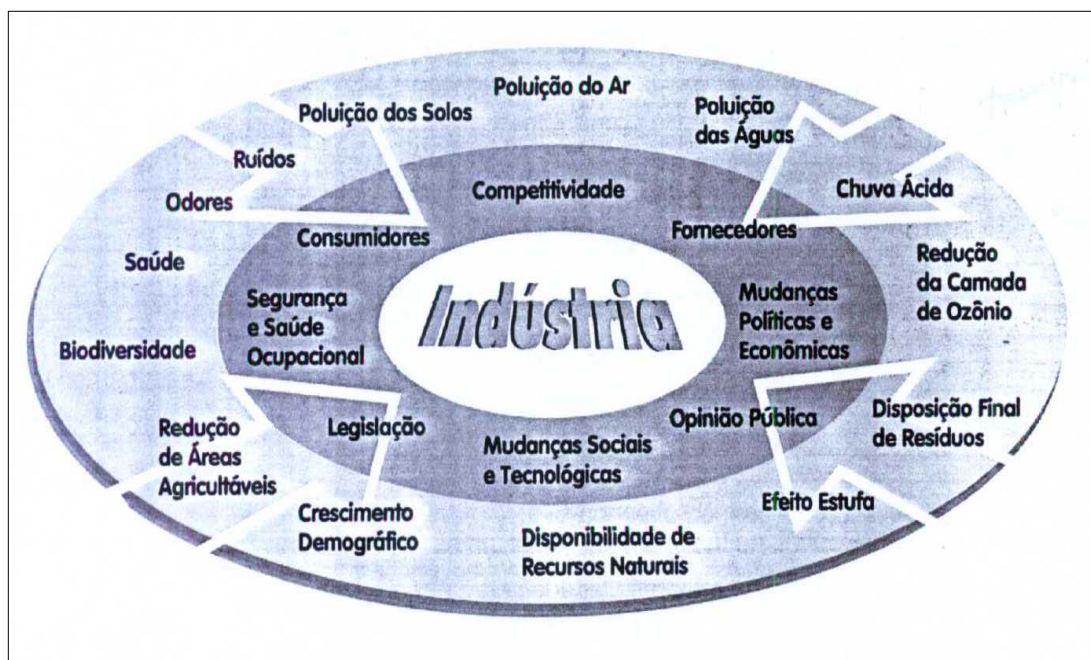 Poluição do Ar
Poluição dos Solos
Poluição
das Águas
Ruídos
Chuva Ácida
Odores
Competitividade
Consumidores
Fornecedores
Saúde
Redução
da Camada
de Ozônio
Segurança
e Saúde
Ocupacional
Indústria
Mudanças
Políticas e
Econômicas
Biodiversidade
Redução
de Áreas
Agricultáveis
Legislação
Mudanças Sociais
e Tecnológicas
Opinião Pública
Disposição Final
de Resíduos
Crescimento
Demográfico
Disponibilidade de
Recursos Naturais
Efeito Estufa